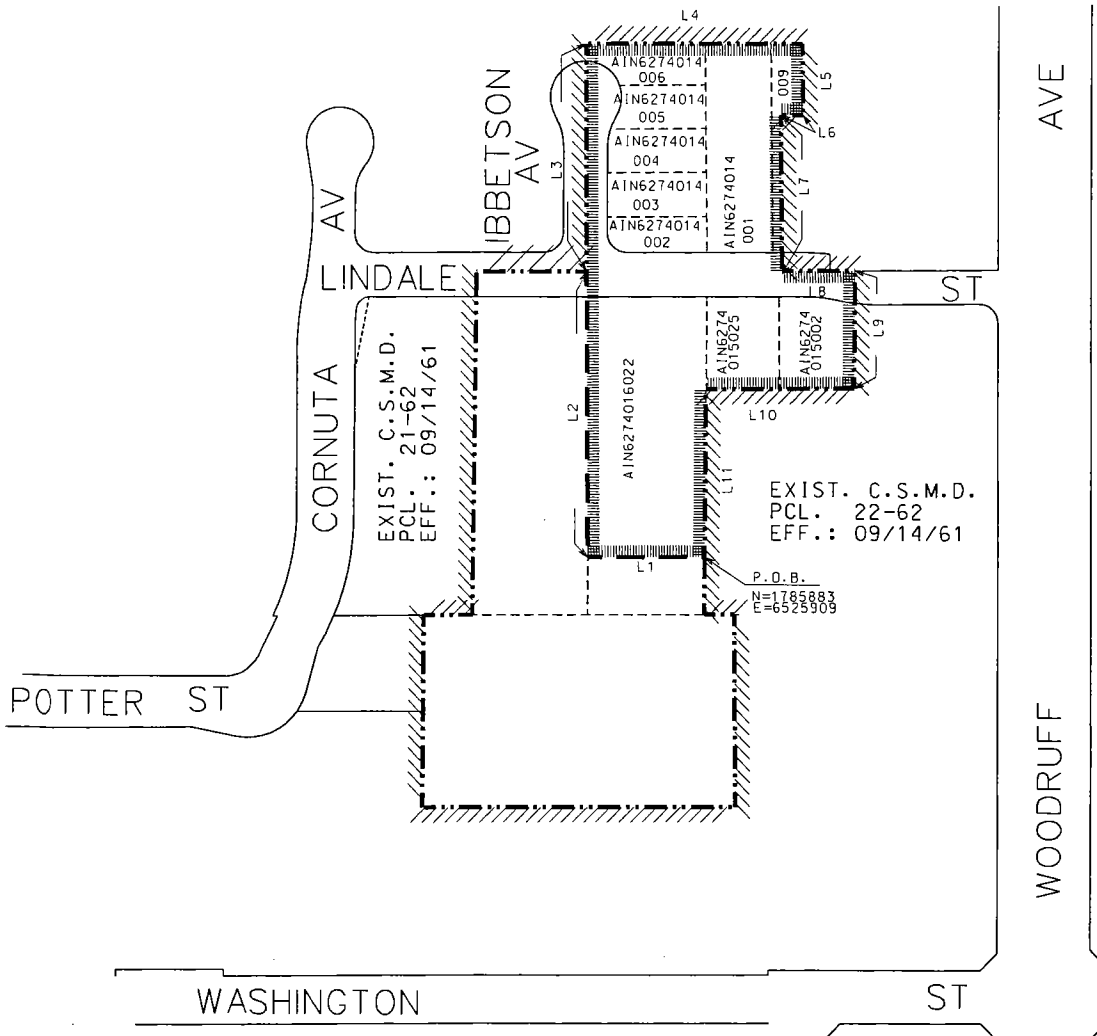 L4
AVE
IBBETSON
AV
AIN6274014
006
AIN6274014
005
AIN6274014
004
AIN6274014
003
AIN6274014
002
AIN6274014
001
009
L5
L6
L7
L3
AV
LINDALE
ST
L8
L9
CORNUTA
EXIST. C.S.M.D.
PCL. 21-62
EFF.: 09/14/61
L2
AIN6274016022
AIN6274
015025
AIN6274
015002
L10
L11
EXIST. C.S.M.D.
PCL. 22-62
EFF.: 09/14/61
L1
P.O.B.
N=1785883
E=6525909
POTTER ST
WOODRUFF
WASHINGTON
ST